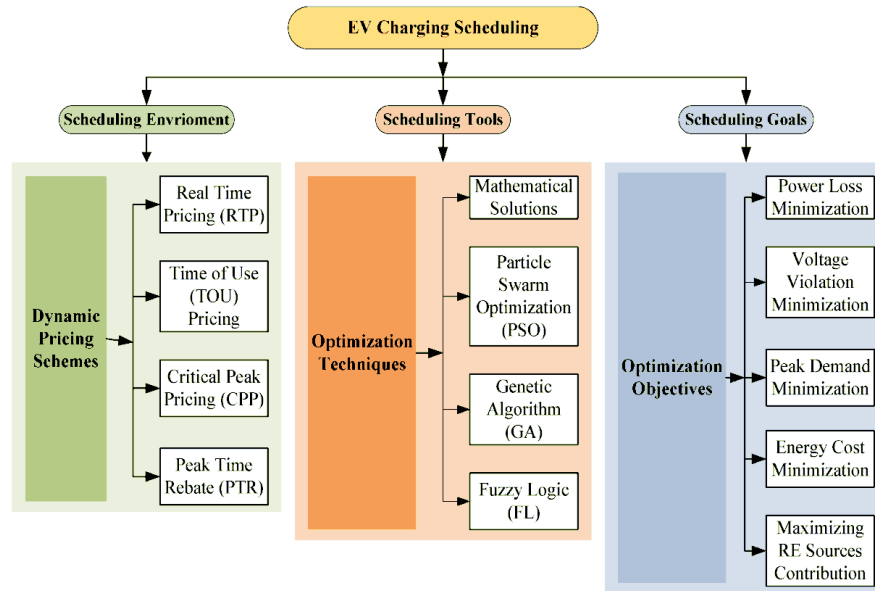 EV Charging Scheduling
Scheduling Envrioment
Scheduling Tools
Scheduling Goals
Dynamic
Pricing
Schemes
Real Time
Pricing (RTP)
Time of Use
(TOU)
Pricing
Critical Peak
Pricing (CPP)
Peak Time
Rebate (PTR)
Optimization
Techniques
Mathematical
Solutions
Particle
Swarm
Optimization
(PSO)
Genetic
Algorithm
(GA)
Fuzzy Logic
(FL)
Optimization
Objectives
Power Loss
Minimization
Voltage
Violation
Minimization
Peak Demand
Minimization
Energy Cost
Minimization
Maximizing
RE Sources
Contribution